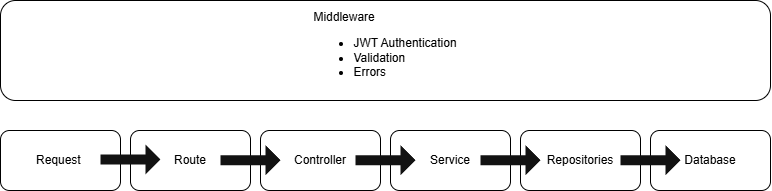 Middleware
• JWT Authentication
• Validation
• Errors
Request Route Controller Service Repositories Database